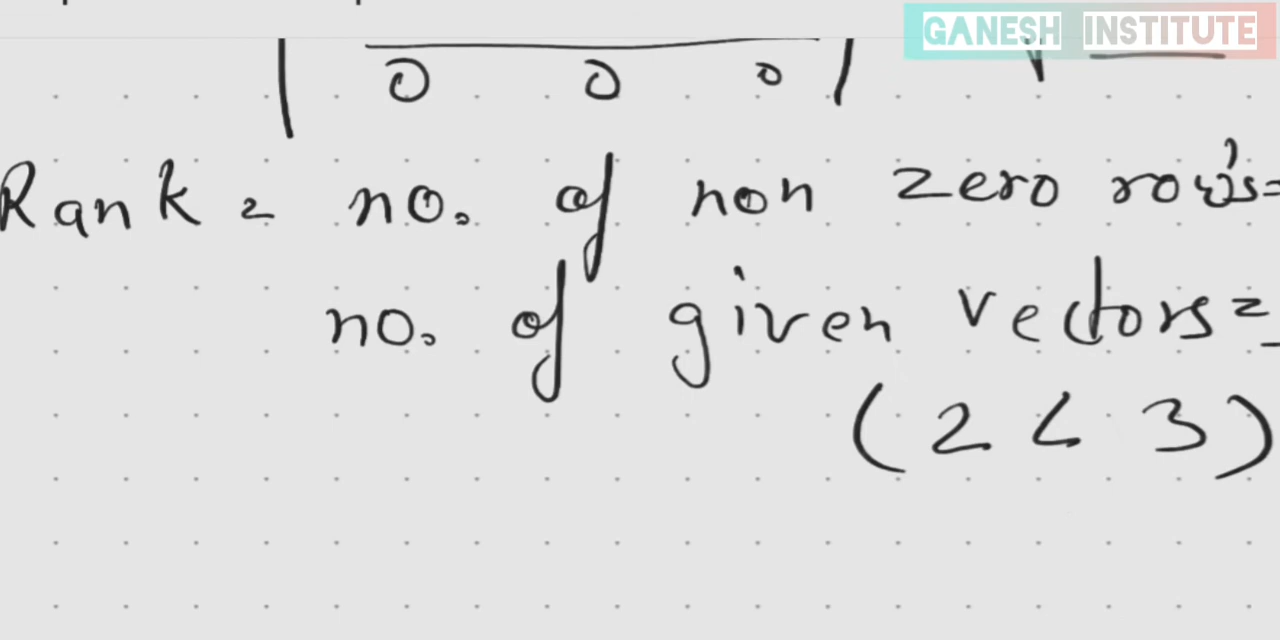 GANESH INSTITUTE
0 0 0
Rank = no. of non zero rows =
no. of given vectors =
(2 < 3)